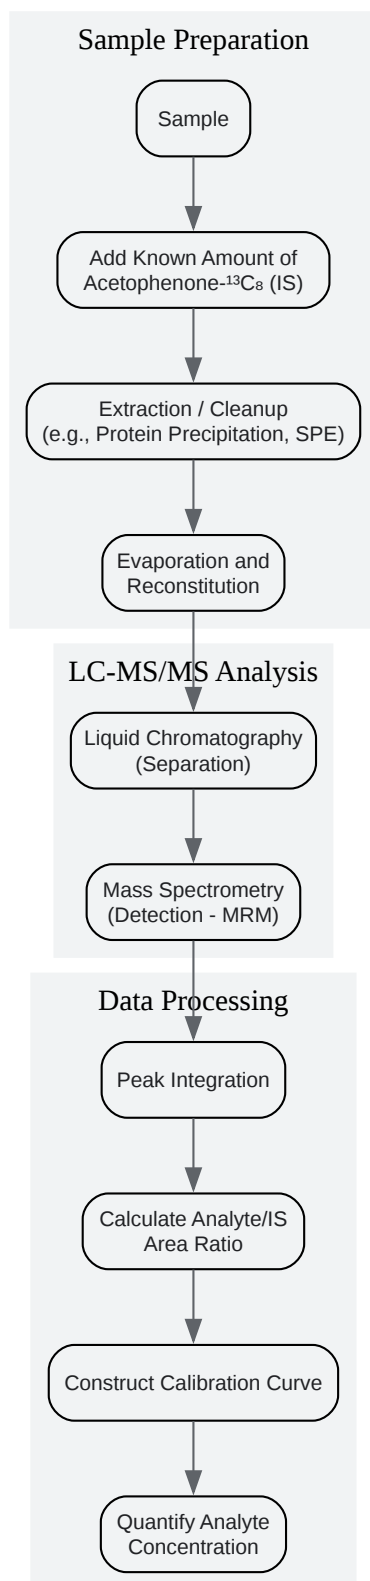 Sample Preparation
Sample
Add Known Amount of
Acetophenone-¹³C₈ (IS)
Extraction / Cleanup
(e.g., Protein Precipitation, SPE)
Evaporation and
Reconstitution
LC-MS/MS Analysis
Liquid Chromatography
(Separation)
Mass Spectrometry
(Detection - MRM)
Data Processing
Peak Integration
Calculate Analyte/IS
Area Ratio
Construct Calibration Curve
Quantify Analyte
Concentration